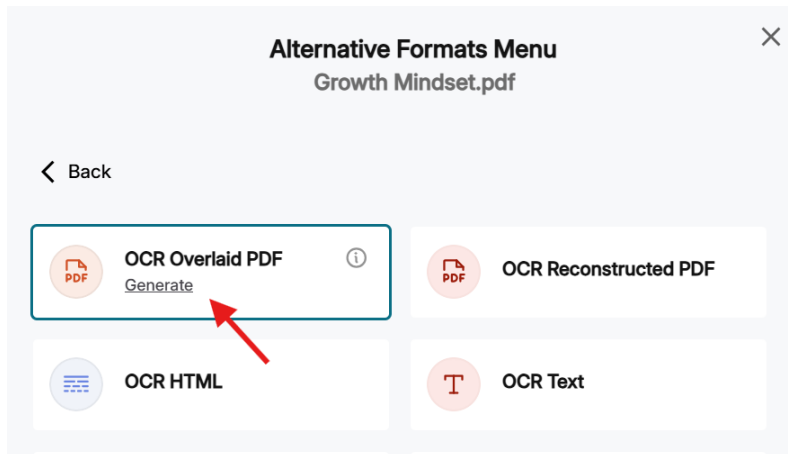 Alternative Formats Menu
Growth Mindset.pdf
Back
PDF
OCR Overlaid PDF
Generate
PDF
OCR Reconstructed PDF
OCR HTML
T
OCR Text